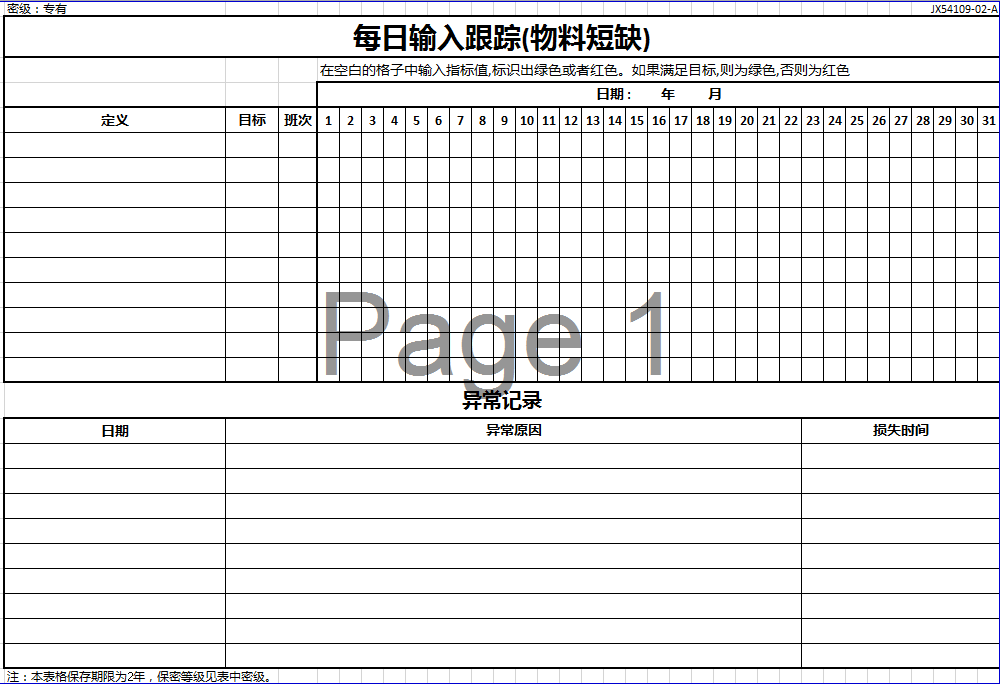 密级：专有
JX54109-02-A
每日输入跟踪(物料短缺)
在空白的格子中输入指标值,标识出绿色或者红色。如果满足目标,则为绿色,否则为红色
日期： 年 月
定义 目标 班次 1 2 3 4 5 6 7 8 9 10 11 12 13 14 15 16 17 18 19 20 21 22 23 24 25 26 27 28 29 30 31
Page 1
异常记录
日期 异常原因 损失时间
注：本表格保存期限为2年，保密等级见表中密级。